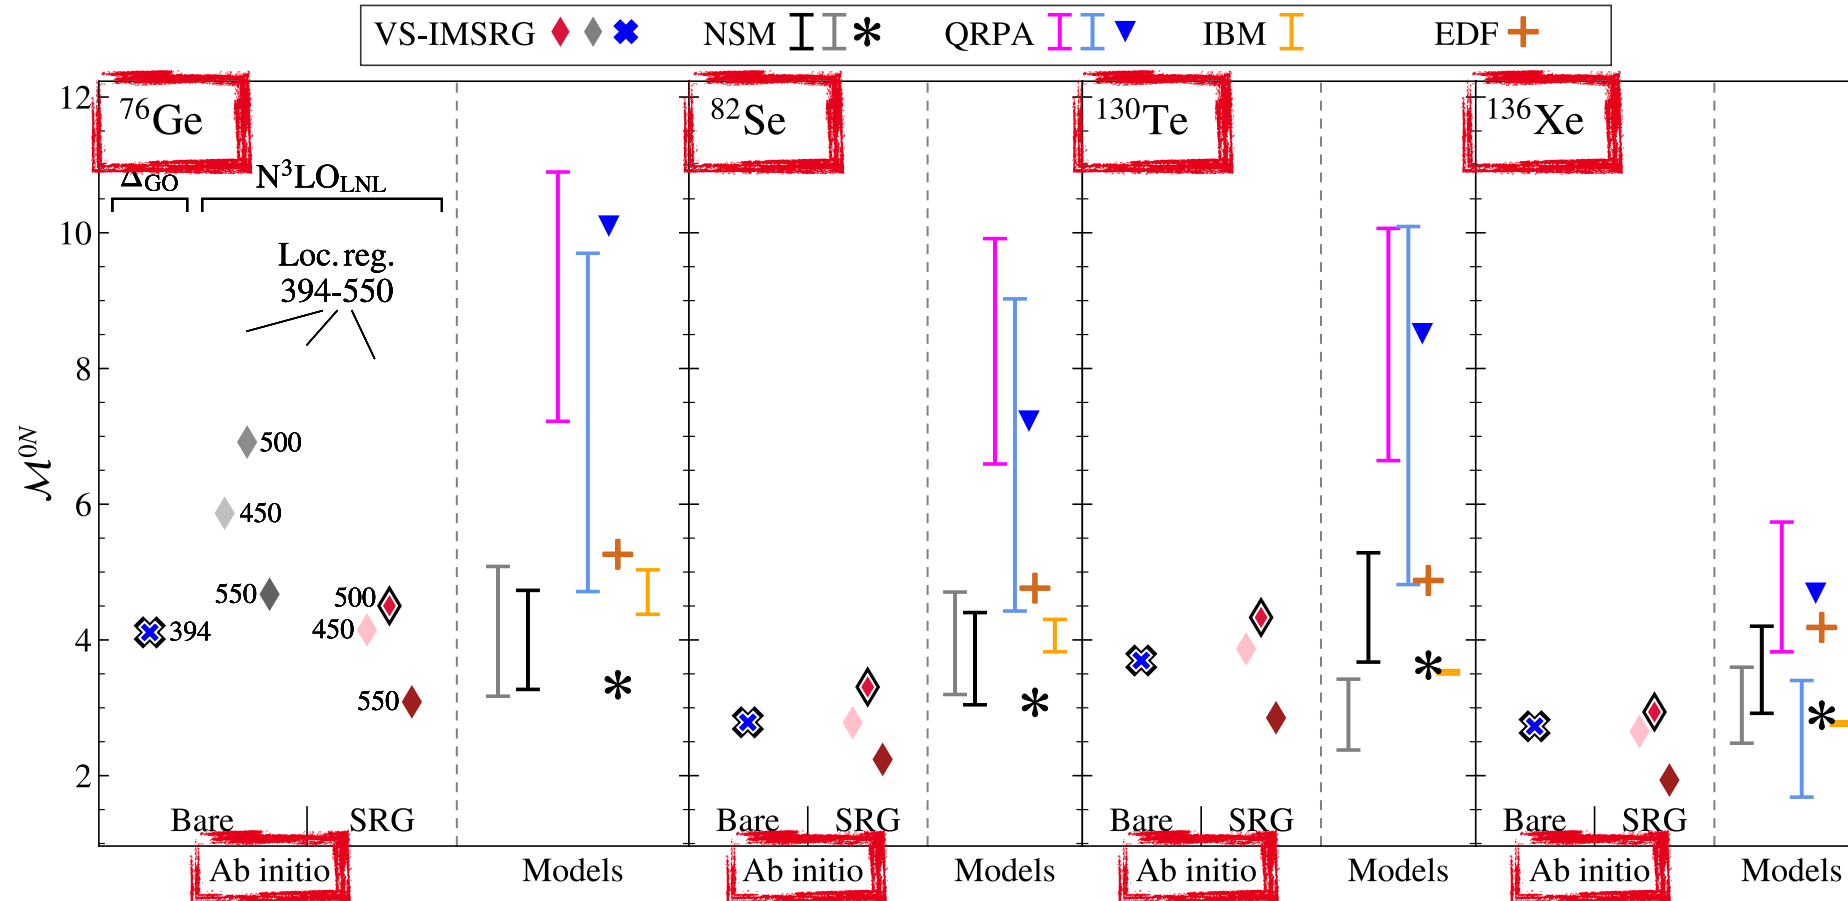 VS-IMSRG NSM QRPA IBM EDF
12
10
8
6
4
2
ℳ⁰ᴺ
⁷⁶Ge
Δ_GO N³LO_LNL
Loc. reg.
394-550
500
450
550
394
500
450
550
Bare SRG
Ab initio Models
⁸²Se
Bare SRG
Ab initio Models
¹³⁰Te
Bare SRG
Ab initio Models
¹³⁶Xe
Bare SRG
Ab initio Models